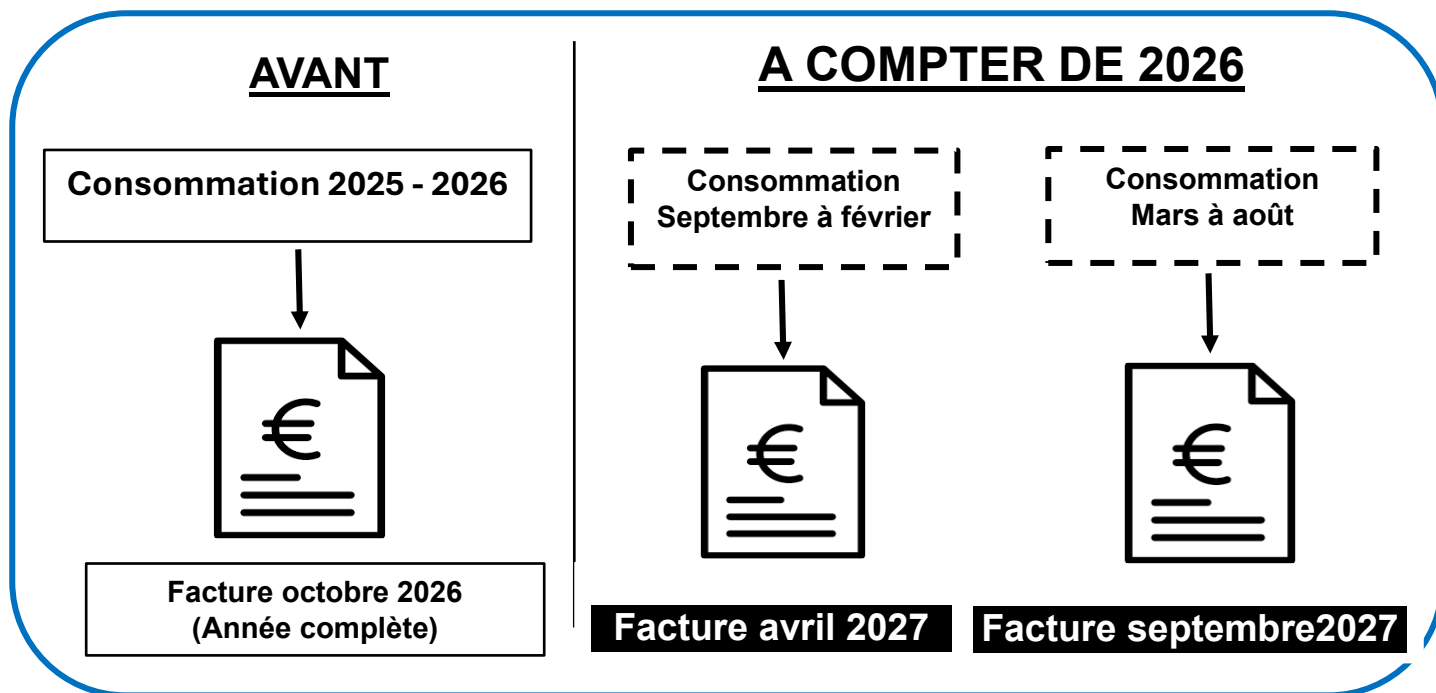 AVANT
Consommation 2025 - 2026
€
Facture octobre 2026
(Année complète)
A COMPTER DE 2026
Consommation
Septembre à février
€
Facture avril 2027
Consommation
Mars à août
€
Facture septembre2027